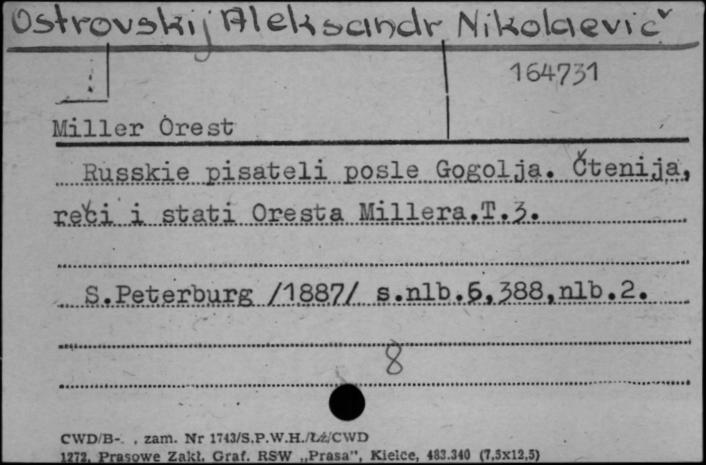 Ostrovskij Aleksandr Nikolaevič
164731
Miller Orest
Russkie pisateli posle Gogolja. Čtenija,
reči i stati Oresta Millera.T.3.
S.Peterburg /1887/ s.nlb.6,388,nlb.2.
8
CWD/B-. , zam. Nr 1743/S.P.W.H./Łż/CWD
1272. Prasowe Zakł. Graf. RSW „Prasa", Kielce, 483.340 (7,5x12,5)